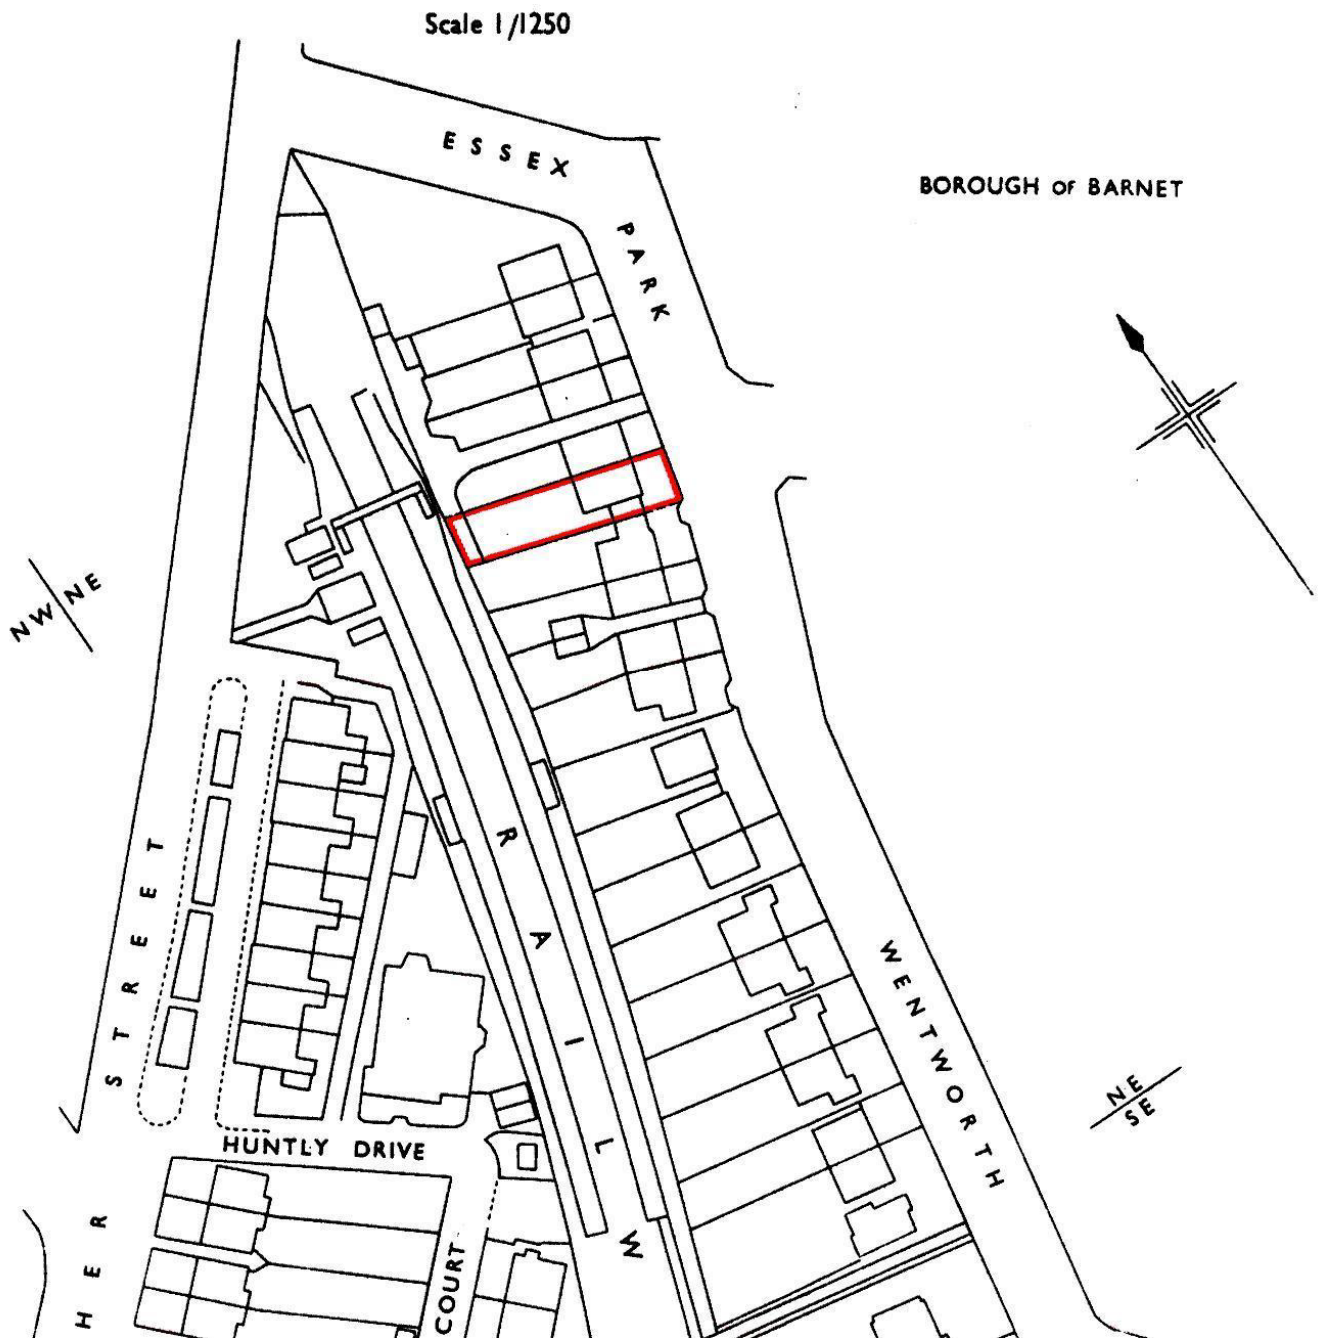 Scale 1/1250
ESSEX
PARK
BOROUGH OF BARNET
NW NE
STREET
HER
RAILW
WENTWORTH
NE
SE
HUNTLY DRIVE
COURT